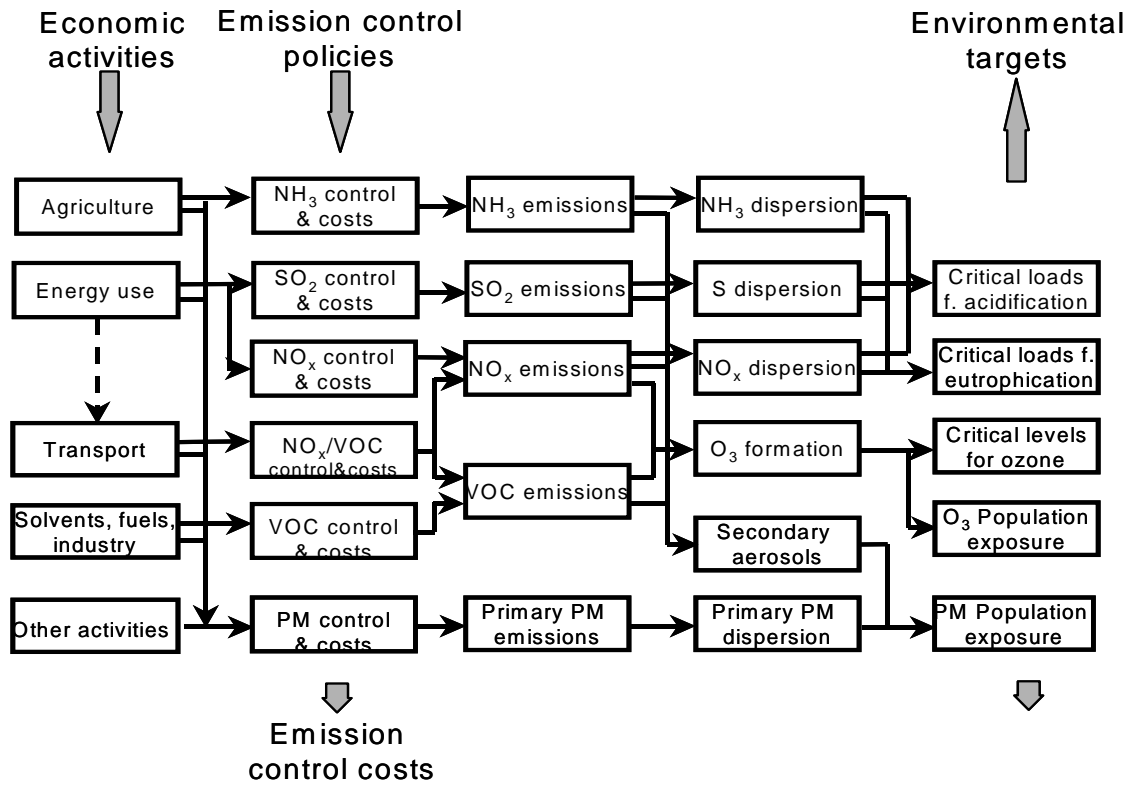 Economic
activities
Emission control
policies
Environmental
targets
Agriculture
NH₃ control
& costs
NH₃ emissions
NH₃ dispersion
Energy use
SO₂ control
& costs
SO₂ emissions
S dispersion
Critical loads
f. acidification
NOₓ control
& costs
NOₓ emissions
NOₓ dispersion
Critical loads f.
eutrophication
Transport
NOₓ/VOC
control&costs
O₃ formation
Critical levels
for ozone
VOC emissions
Solvents, fuels,
industry
VOC control
& costs
Secondary
aerosols
O₃ Population
exposure
Other activities
PM control
& costs
Primary PM
emissions
Primary PM
dispersion
PM Population
exposure
Emission
control costs